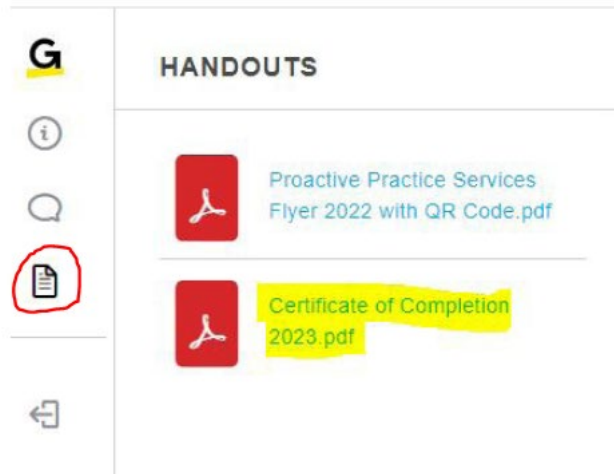 G
HANDOUTS
Proactive Practice Services
Flyer 2022 with QR Code.pdf
Certificate of Completion
2023.pdf